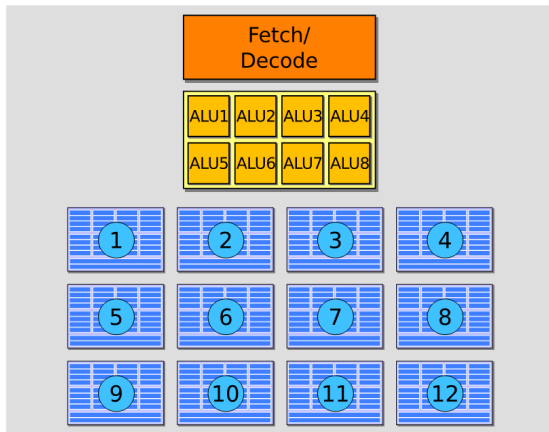 Fetch/
Decode
ALU1 ALU2 ALU3 ALU4
ALU5 ALU6 ALU7 ALU8
1 2 3 4
5 6 7 8
9 10 11 12